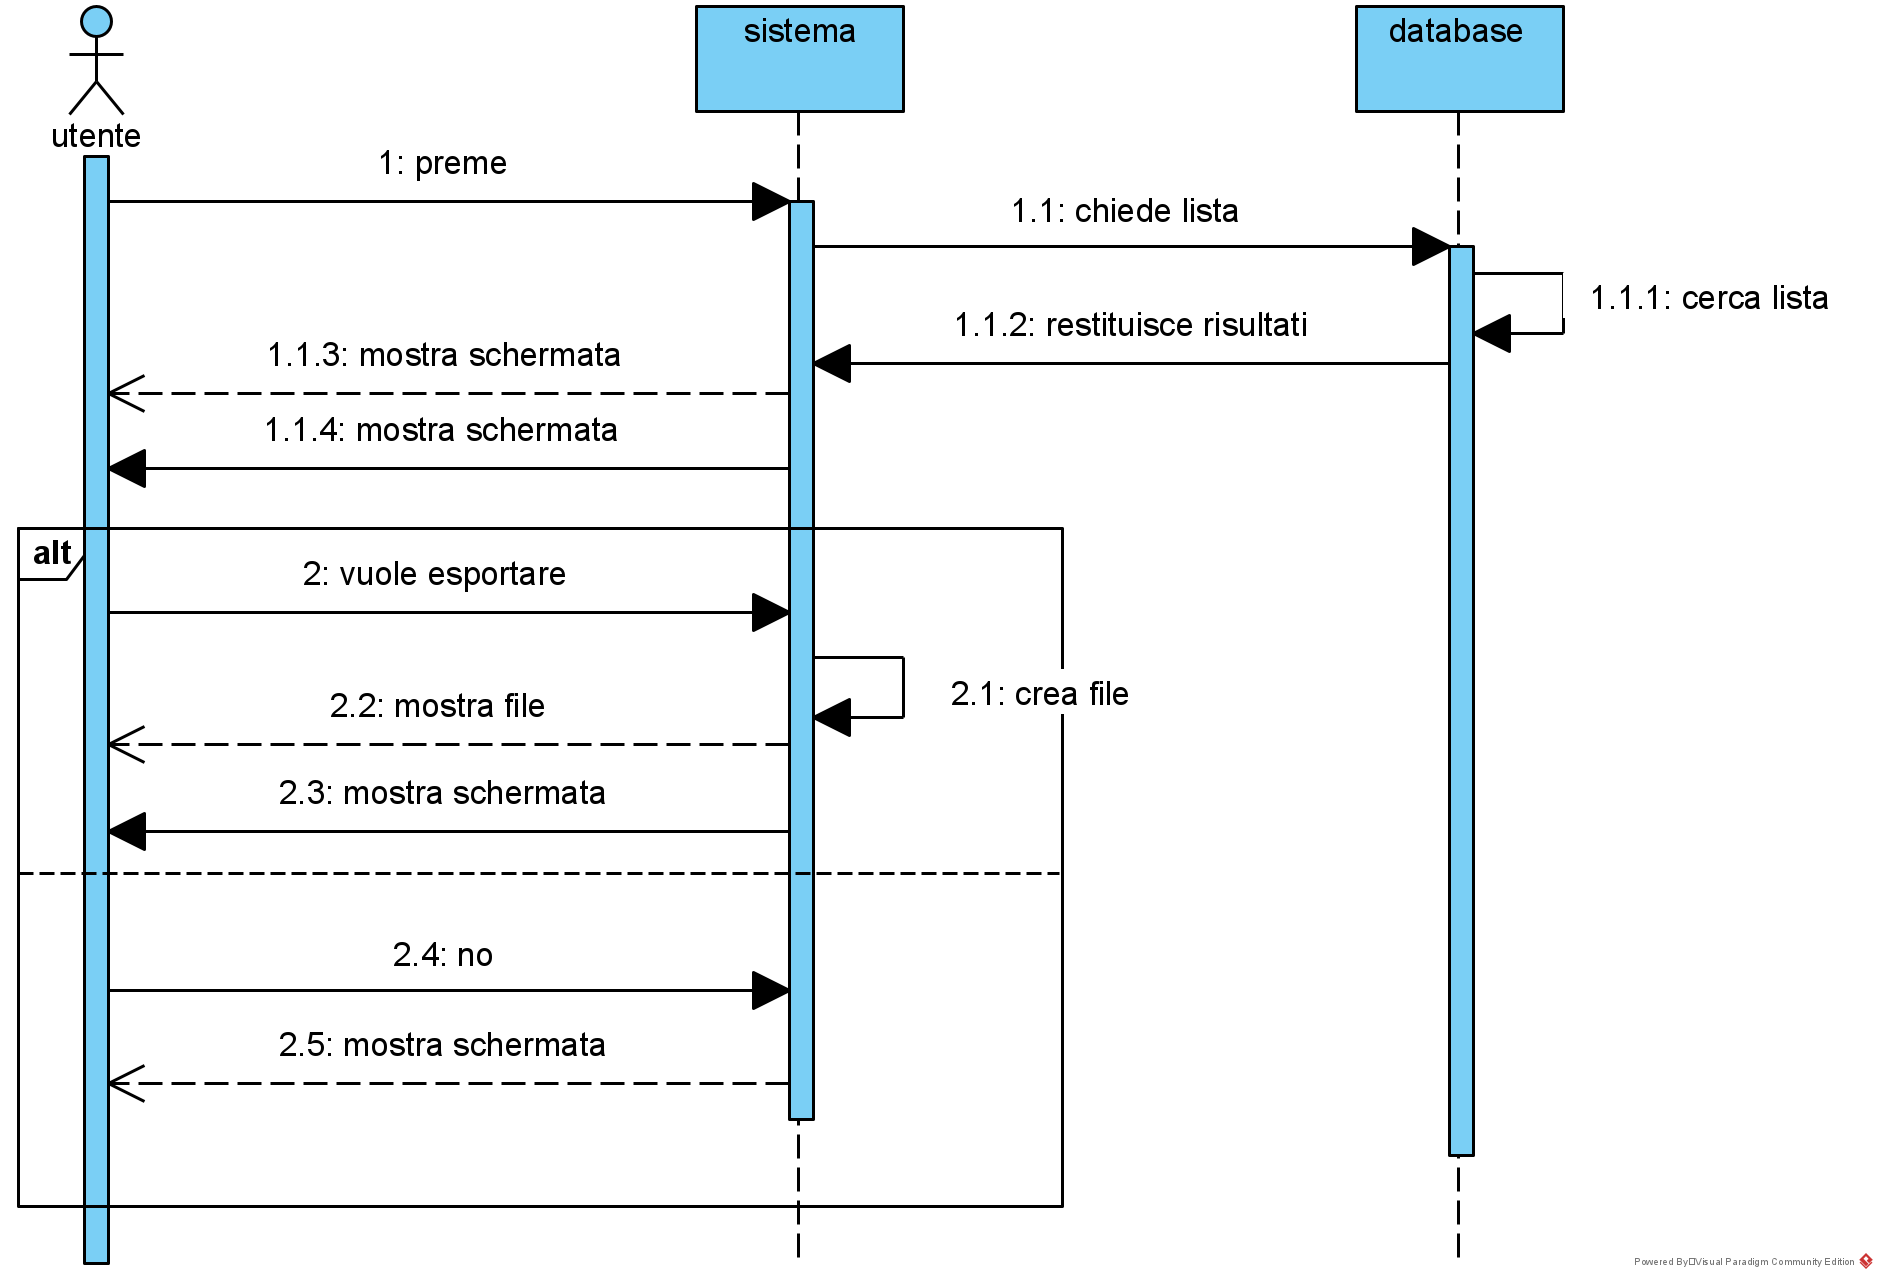 sistema
database
utente
1: preme
1.1: chiede lista
1.1.1: cerca lista
1.1.2: restituisce risultati
1.1.3: mostra schermata
1.1.4: mostra schermata
alt
2: vuole esportare
2.1: crea file
2.2: mostra file
2.3: mostra schermata
2.4: no
2.5: mostra schermata
Powered By□Visual Paradigm Community Edition